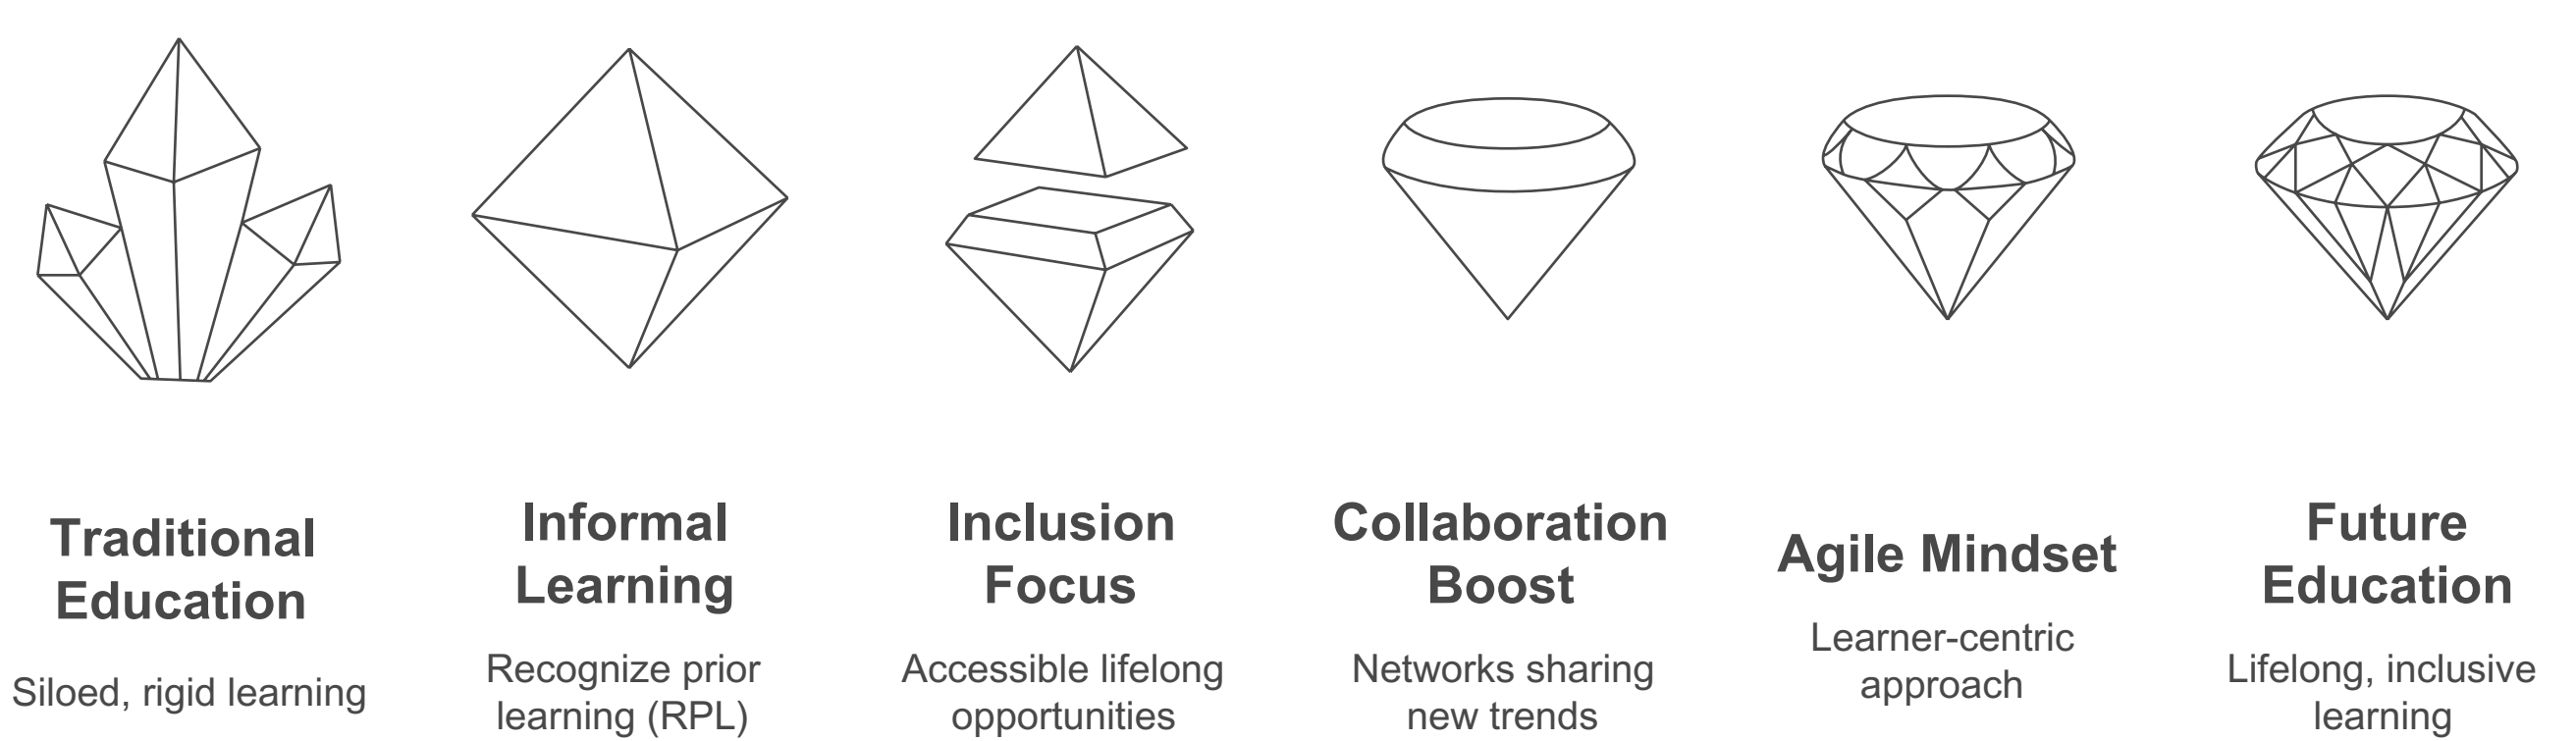 Traditional
Education
Siloed, rigid learning
Informal
Learning
Recognize prior
learning (RPL)
Inclusion
Focus
Accessible lifelong
opportunities
Collaboration
Boost
Networks sharing
new trends
Agile Mindset
Learner-centric
approach
Future
Education
Lifelong, inclusive
learning